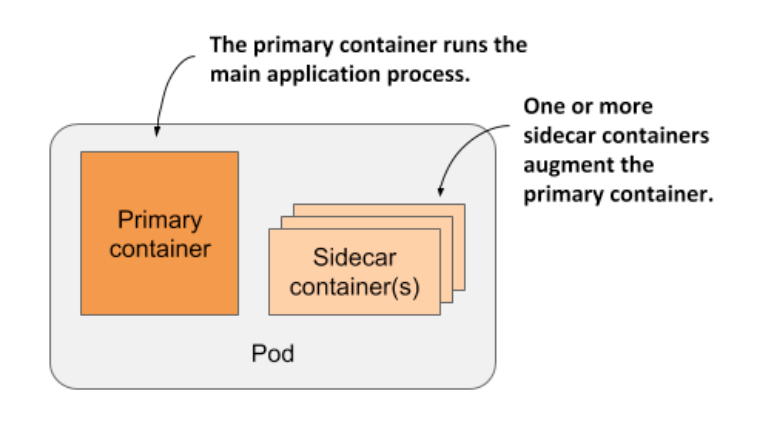 The primary container runs the
main application process.
One or more
sidecar containers
augment the
primary container.
Primary
container
Sidecar
container(s)
Pod